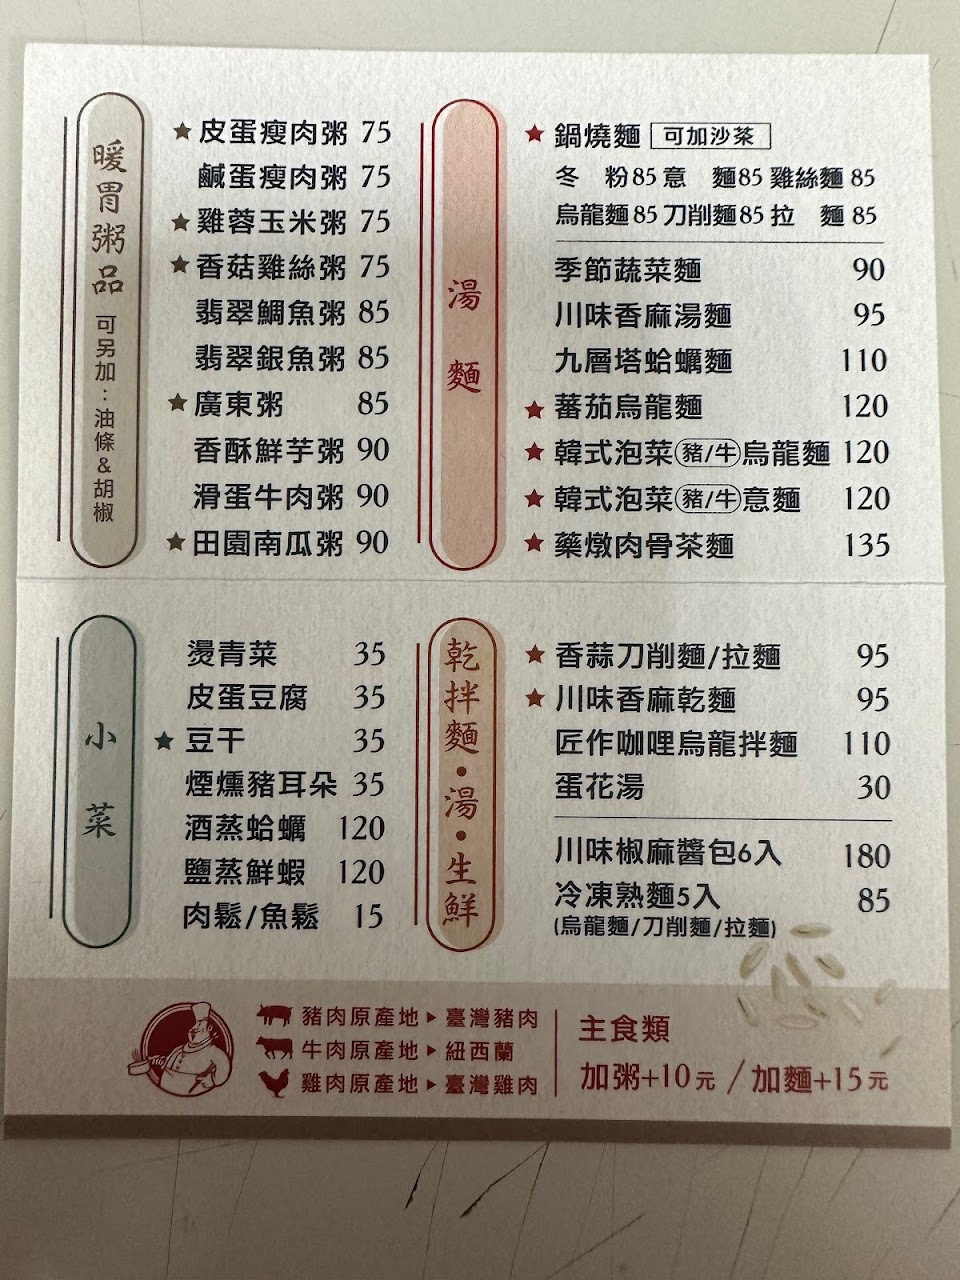 暖胃粥品 可另加：油條&胡椒
★皮蛋瘦肉粥 75
鹹蛋瘦肉粥 75
★雞蓉玉米粥 75
★香菇雞絲粥 75
翡翠鯛魚粥 85
翡翠銀魚粥 85
★廣東粥 85
香酥鮮芋粥 90
滑蛋牛肉粥 90
★田園南瓜粥 90
湯麵
★鍋燒麵 可加沙茶
冬 粉85 意 麵85 雞絲麵 85
烏龍麵85 刀削麵85 拉 麵 85
季節蔬菜麵 90
川味香麻湯麵 95
九層塔蛤蠣麵 110
★蕃茄烏龍麵 120
★韓式泡菜(豬/牛)烏龍麵 120
★韓式泡菜(豬/牛)意麵 120
★藥燉肉骨茶麵 135
小菜
燙青菜 35
皮蛋豆腐 35
★豆干 35
煙燻豬耳朵 35
酒蒸蛤蠣 120
鹽蒸鮮蝦 120
肉鬆/魚鬆 15
乾拌麵•湯•生鮮
★香蒜刀削麵/拉麵 95
★川味香麻乾麵 95
匠作咖哩烏龍拌麵 110
蛋花湯 30
川味椒麻醬包6入 180
冷凍熟麵5入 85
(烏龍麵/刀削麵/拉麵)
豬肉原產地▶臺灣豬肉
牛肉原產地▶紐西蘭
雞肉原產地▶臺灣雞肉
主食類
加粥+10元/加麵+15元